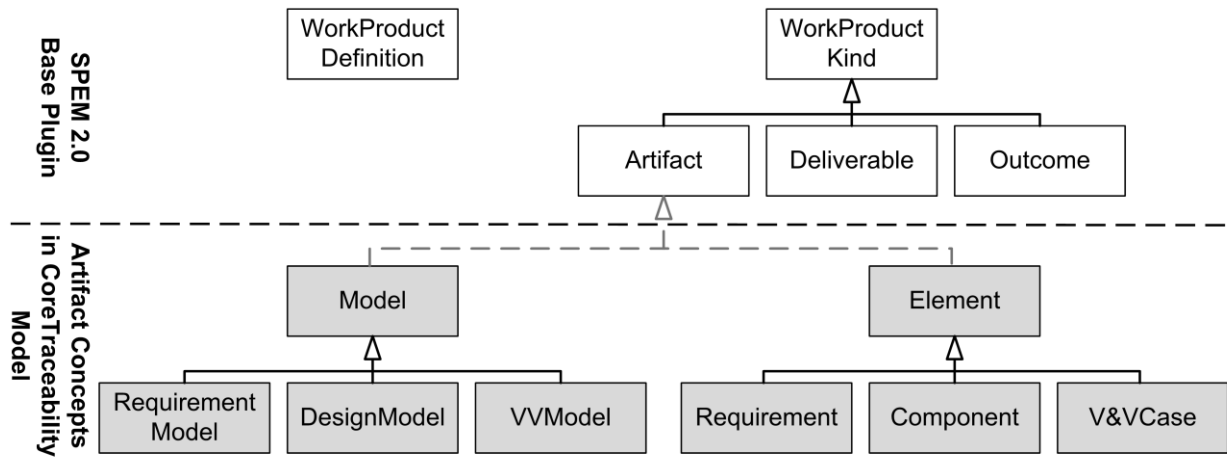 SPEM 2.0
Base Plugin
WorkProduct
Definition
WorkProduct
Kind
Artifact
Deliverable
Outcome
Artifact Concepts
in CoreTraceability
Model
Model
Element
Requirement
Model
DesignModel
VVModel
Requirement
Component
V&VCase